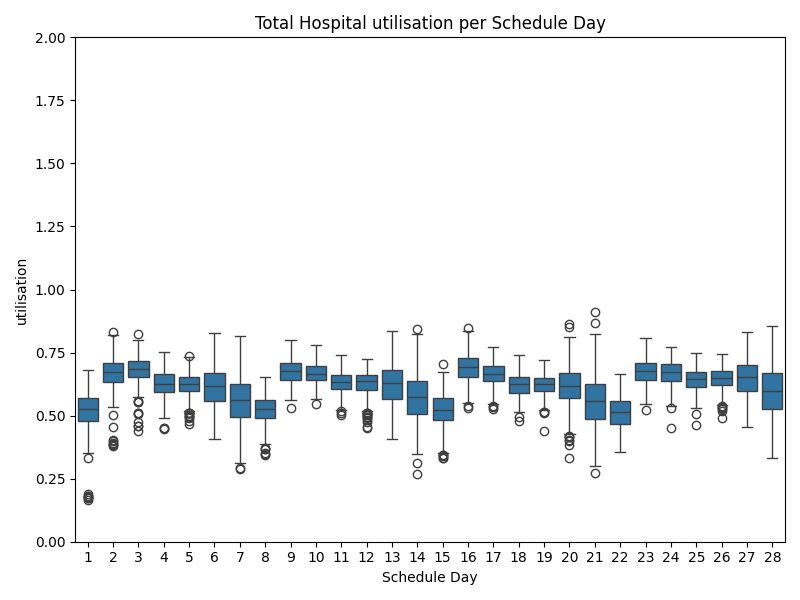 Total Hospital utilisation per Schedule Day
2.00
1.75
1.50
1.25
1.00
0.75
0.50
0.25
0.00
utilisation
1 2 3 4 5 6 7 8 9 10 11 12 13 14 15 16 17 18 19 20 21 22 23 24 25 26 27 28
Schedule Day